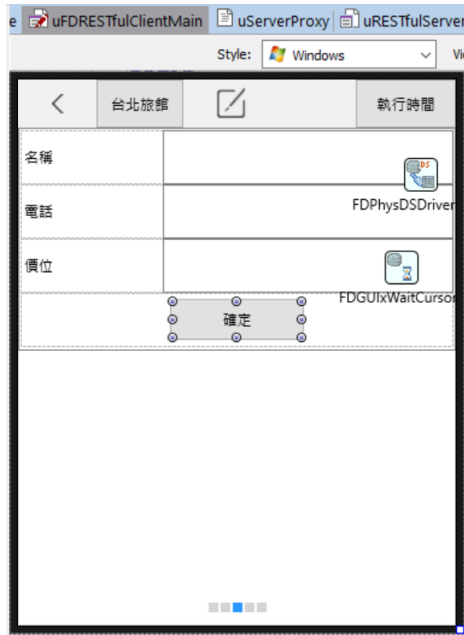 e uFDRESTfulClientMain uServerProxy uRESTfulServer
Style: Windows Vi
台北旅館 執行時間
名稱
DS
電話 FDPhysDSDriver
價位
FDGUIxWaitCursor
確定